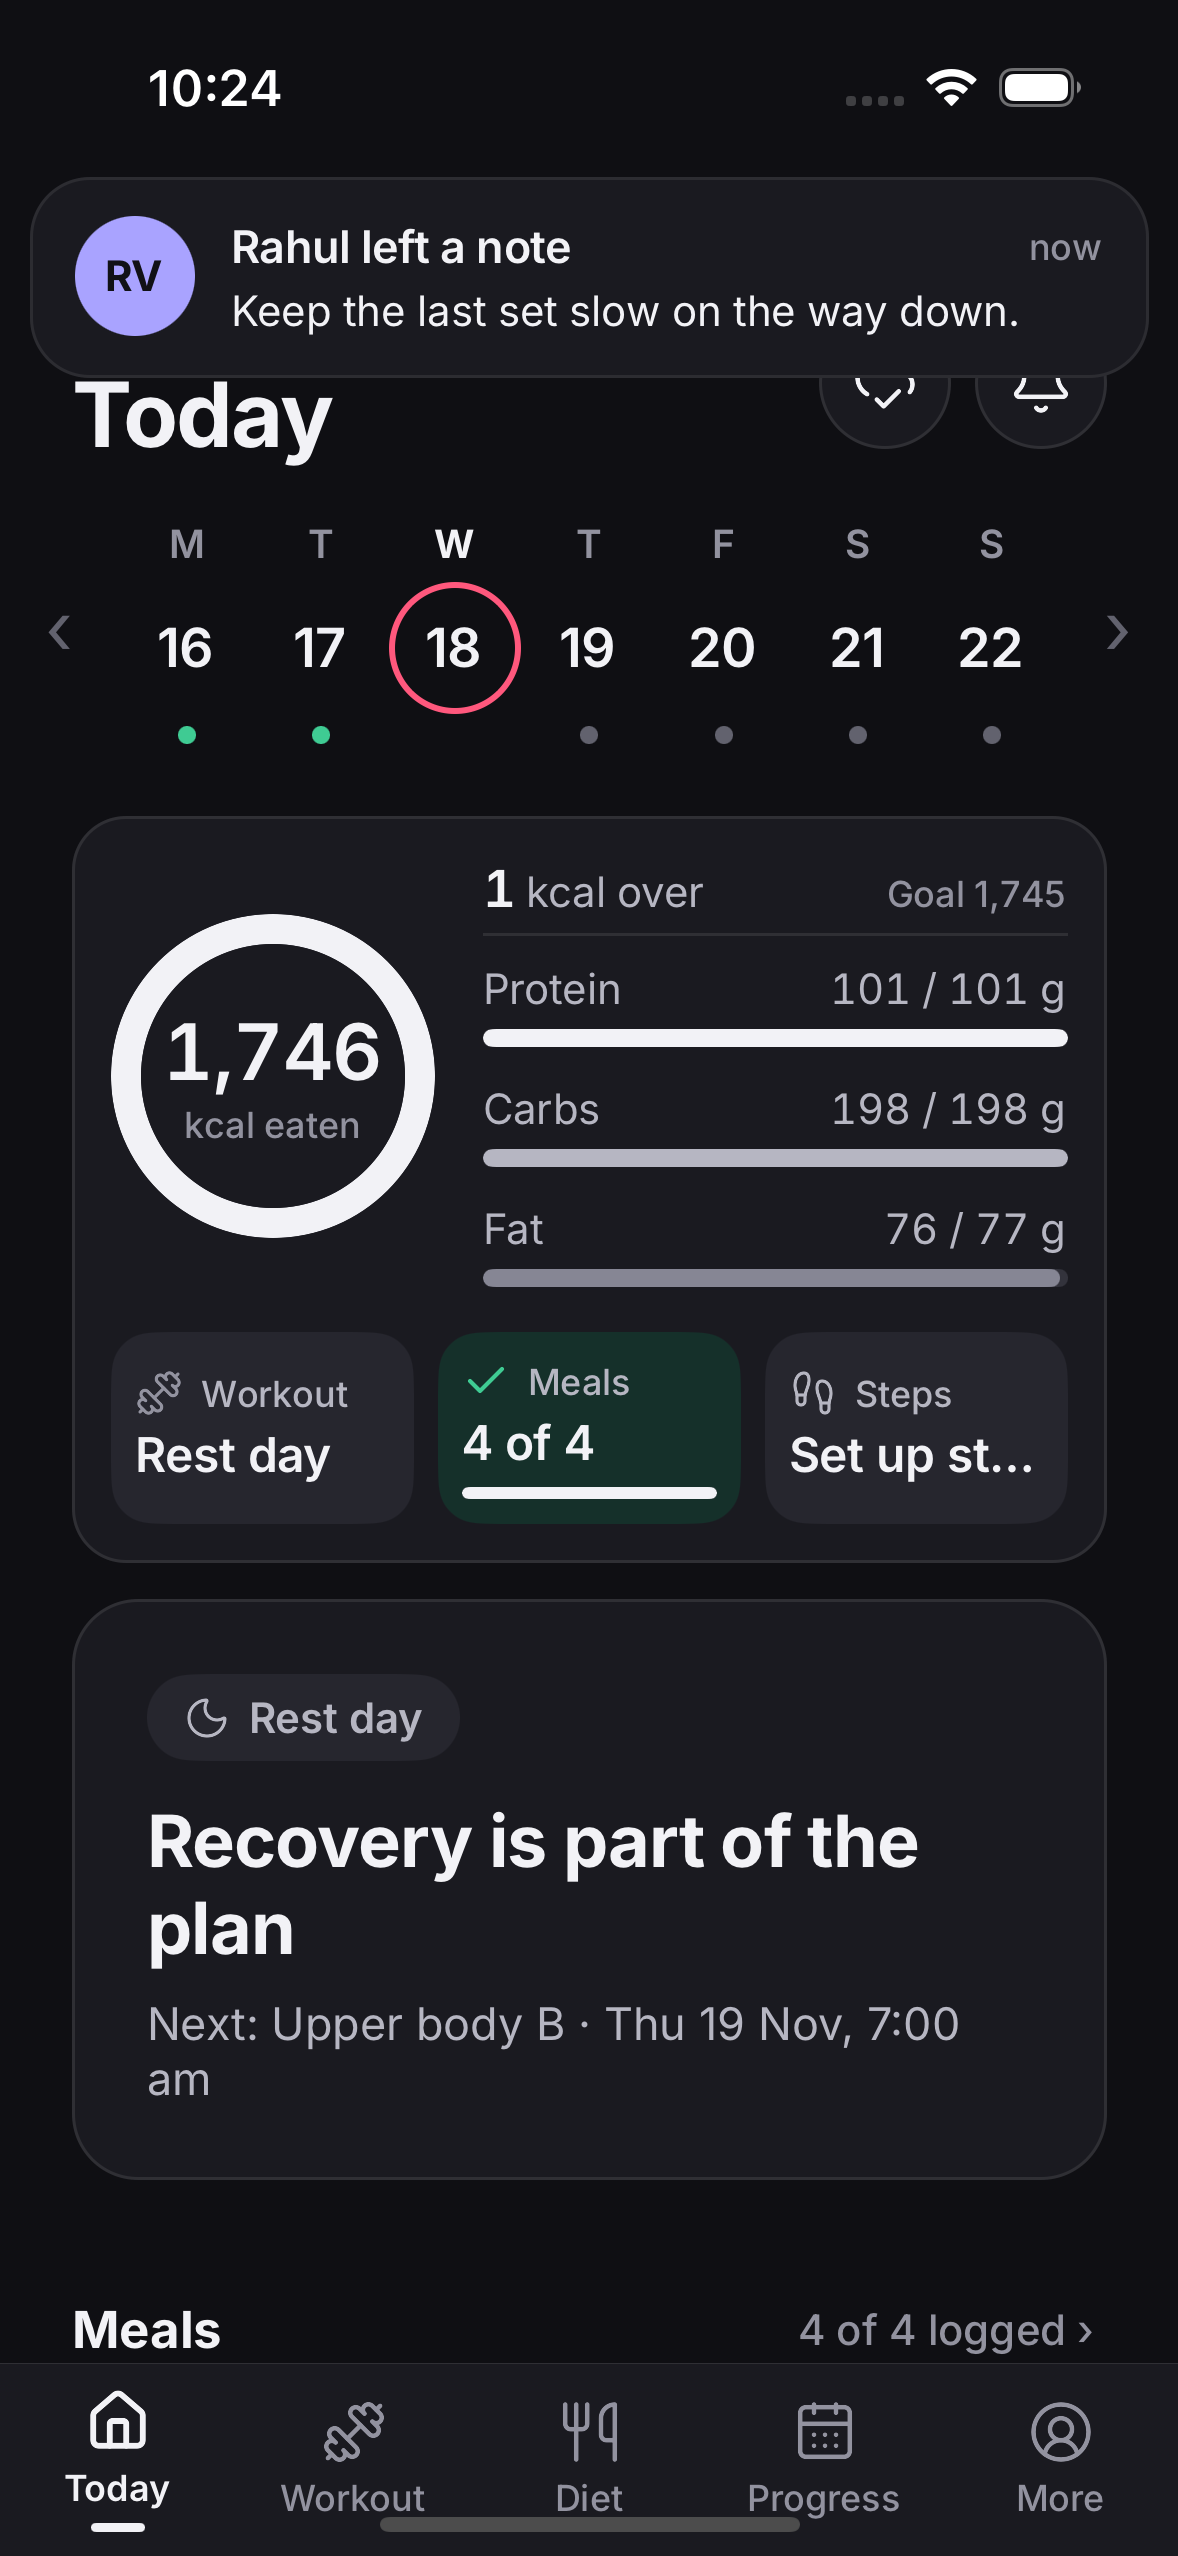 10:24
RV
Rahul left a note
now
Keep the last set slow on the way down.
Today
M T W T F S S
‹ 16 17 18 19 20 21 22 ›
1 kcal over
Goal 1,745
1,746
kcal eaten
Protein 101 / 101 g
Carbs 198 / 198 g
Fat 76 / 77 g
Workout
Rest day
Meals
4 of 4
Steps
Set up st...
Rest day
Recovery is part of the
plan
Next: Upper body B · Thu 19 Nov, 7:00
am
Meals
4 of 4 logged ›
Today
Workout
Diet
Progress
More